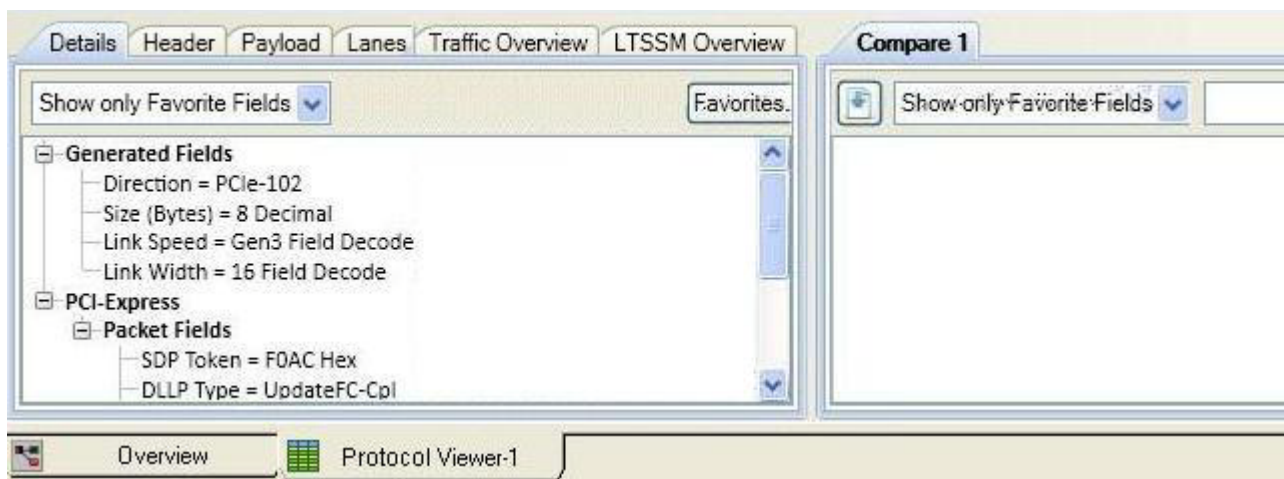 Details Header Payload Lanes Traffic Overview LTSSM Overview
Compare 1
Show only Favorite Fields
Favorites.
Show only Favorite Fields
Generated Fields
Direction = PCIe-102
Size (Bytes) = 8 Decimal
Link Speed = Gen3 Field Decode
Link Width = 16 Field Decode
PCI-Express
Packet Fields
SDP Token = F0AC Hex
DLLP Type = UpdateFC-Cpl
Overview
Protocol Viewer-1